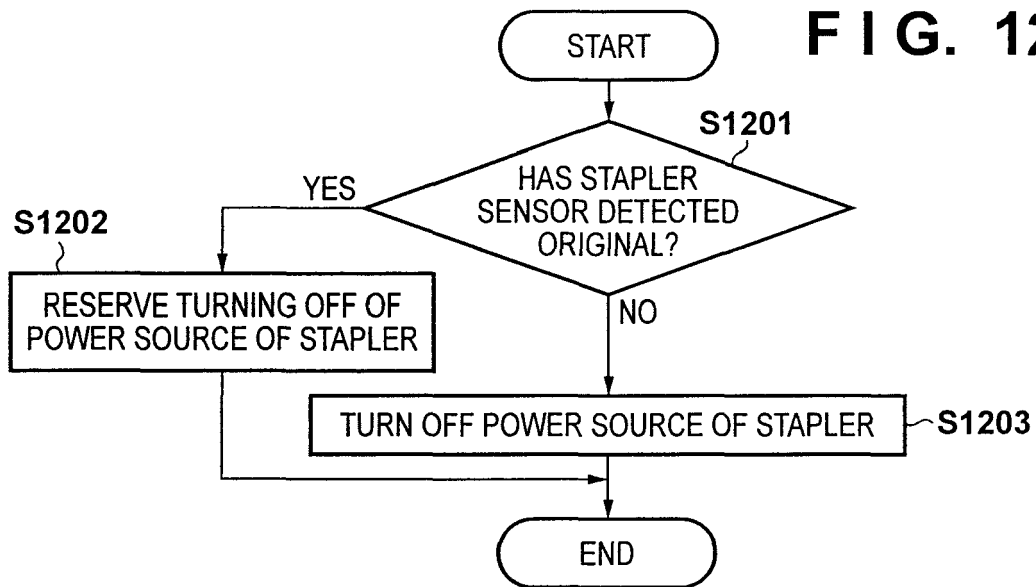 FIG. 12
START
S1201
HAS STAPLER
SENSOR DETECTED
ORIGINAL?
YES
NO
S1202
RESERVE TURNING OFF OF
POWER SOURCE OF STAPLER
TURN OFF POWER SOURCE OF STAPLER
S1203
END